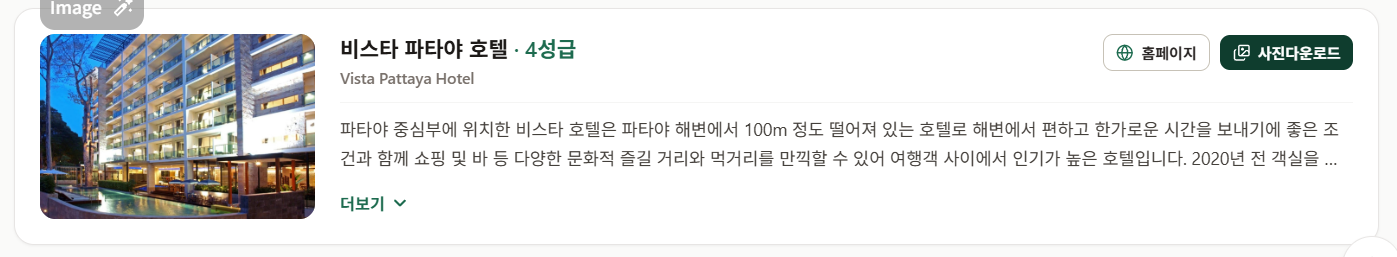 Image
비스타 파타야 호텔 · 4성급
홈페이지
사진다운로드
Vista Pattaya Hotel
파타야 중심부에 위치한 비스타 호텔은 파타야 해변에서 100m 정도 떨어져 있는 호텔로 해변에서 편하고 한가로운 시간을 보내기에 좋은 조
건과 함께 쇼핑 및 바 등 다양한 문화적 즐길 거리와 먹거리를 만끽할 수 있어 여행객 사이에서 인기가 높은 호텔입니다. 2020년 전 객실을 ...
더보기